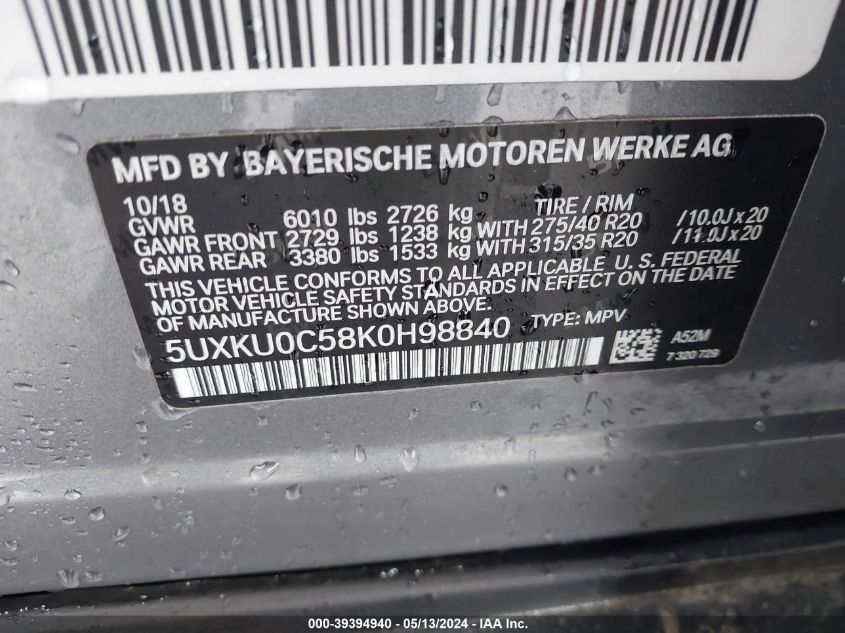 MFD BY BAYERISCHE MOTOREN WERKE AG
10/18 TIRE / RIM
GVWR 6010 lbs 2726 kg
GAWR FRONT 2729 lbs 1238 kg WITH 275/40 R20 /10.0J x 20
GAWR REAR 3380 lbs 1533 kg WITH 315/35 R20 /11.0J x 20
THIS VEHICLE CONFORMS TO ALL APPLICABLE U. S. FEDERAL
MOTOR VEHICLE SAFETY STANDARDS IN EFFECT ON THE DATE
OF MANUFACTURE SHOWN ABOVE.
5UXKU0C58K0H98840 TYPE: MPV
A52M
7 320 729
000-39394940 - 05/13/2024 - IAA Inc.